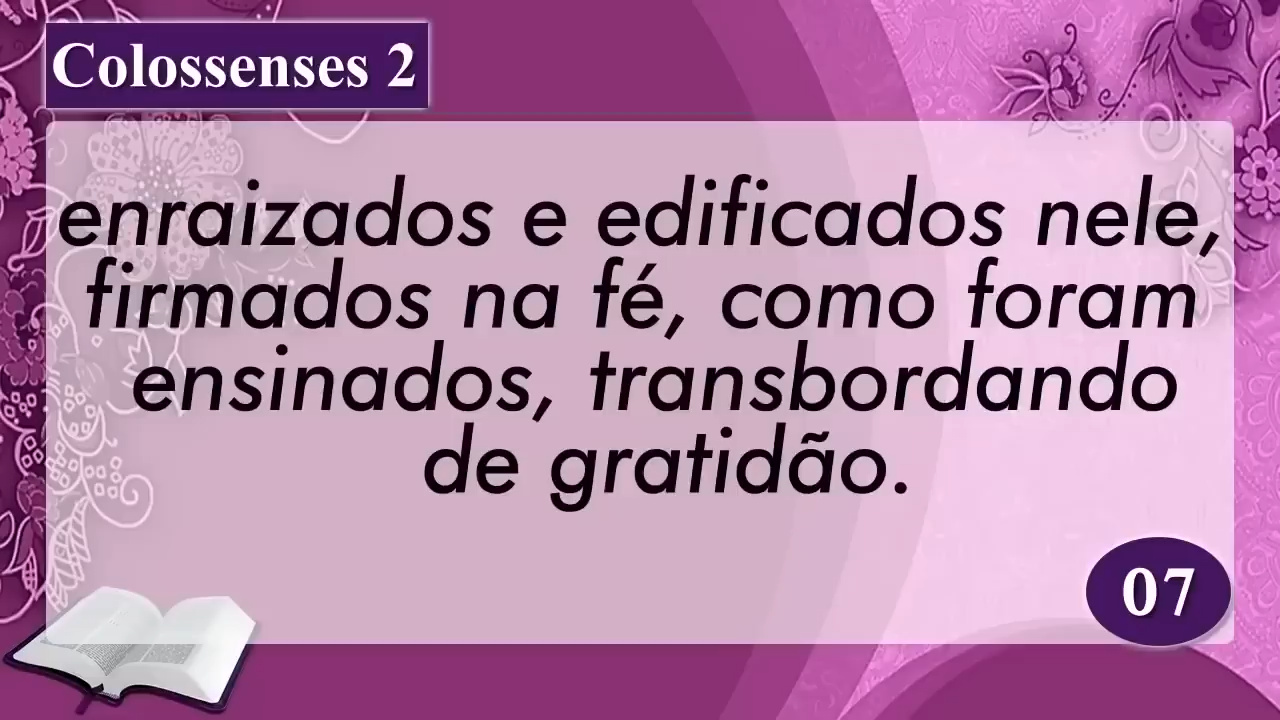 Colossenses 2
enraizados e edificados nele,
firmados na fé, como foram
ensinados, transbordando
de gratidão.
07